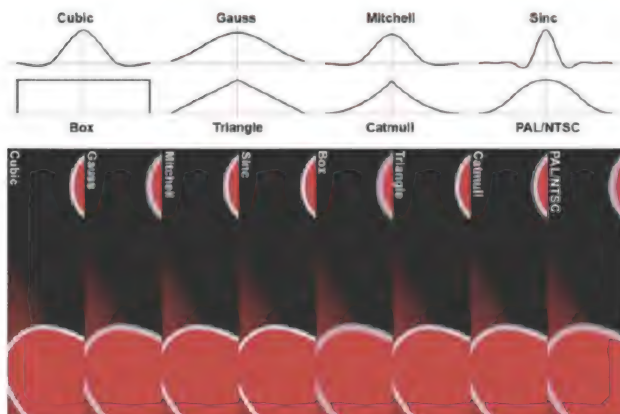 Cubic Gauss Mitchell Sinc
Box Triangle Catmull PAL/NTSC
Cubic
Gauss
Mitchell
Sinc
Box
Triangle
Catmull
PAL/NTSC